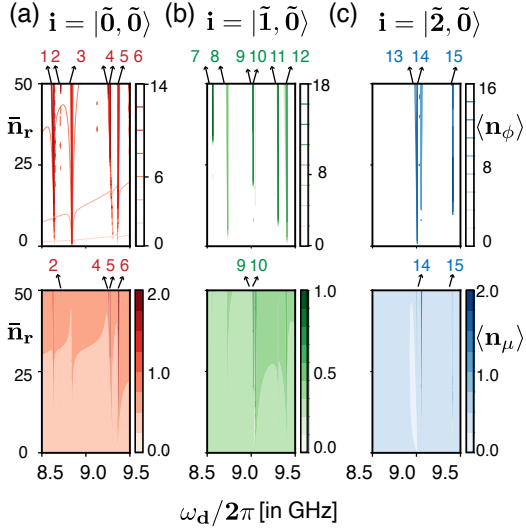 (a) i = |0̃, 0̃⟩ (b) i = |1̃, 0̃⟩ (c) i = |2̃, 0̃⟩
1 2 3 4 5 6 7 8 9 10 11 12 13 14 15
50 14 18 16
n̄r ⟨nϕ⟩
25 6 9 8
0 0 0 0
2 4 5 6 9 10 14 15
50 2.0 1.0 2.0
n̄r ⟨nμ⟩
25 1.0 0.5 1.0
0 0.0 0.0 0.0
8.5 9.0 9.5 8.5 9.0 9.5 8.5 9.0 9.5
ωd/2π [in GHz]